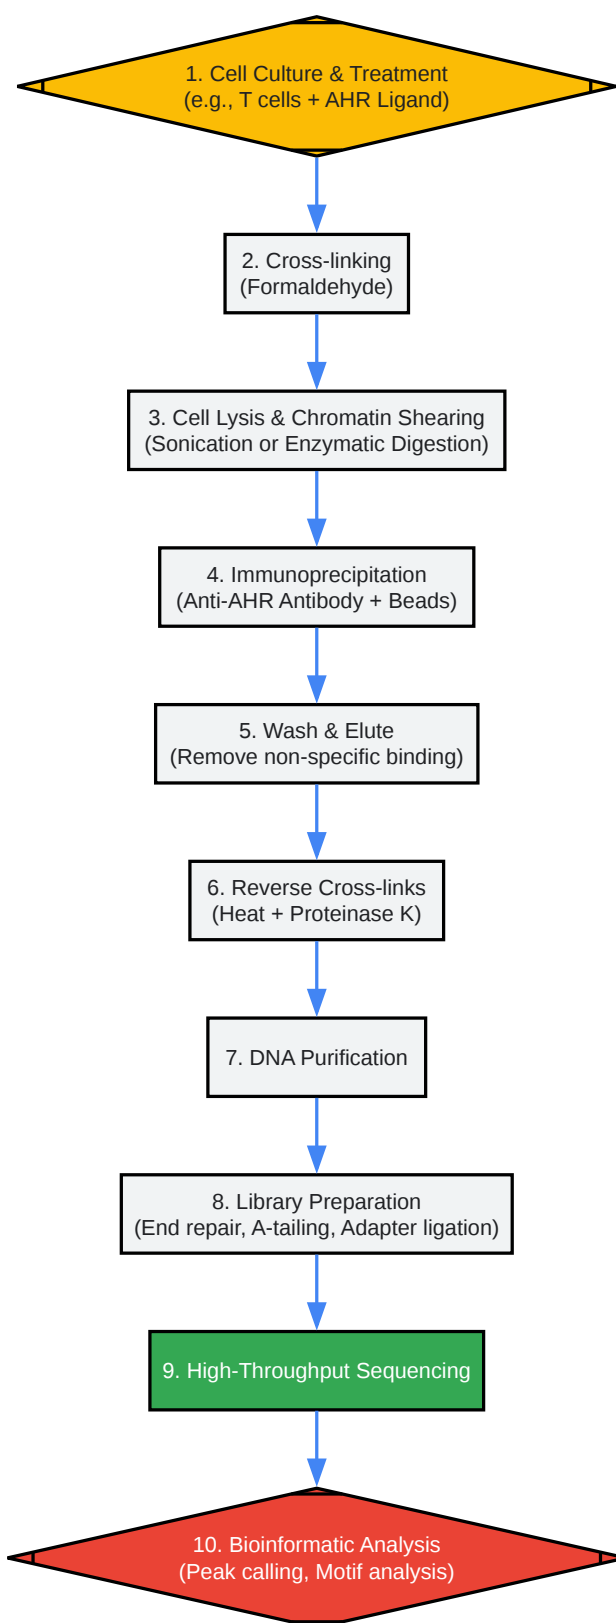 1. Cell Culture & Treatment
(e.g., T cells + AHR Ligand)
2. Cross-linking
(Formaldehyde)
3. Cell Lysis & Chromatin Shearing
(Sonication or Enzymatic Digestion)
4. Immunoprecipitation
(Anti-AHR Antibody + Beads)
5. Wash & Elute
(Remove non-specific binding)
6. Reverse Cross-links
(Heat + Proteinase K)
7. DNA Purification
8. Library Preparation
(End repair, A-tailing, Adapter ligation)
9. High-Throughput Sequencing
10. Bioinformatic Analysis
(Peak calling, Motif analysis)